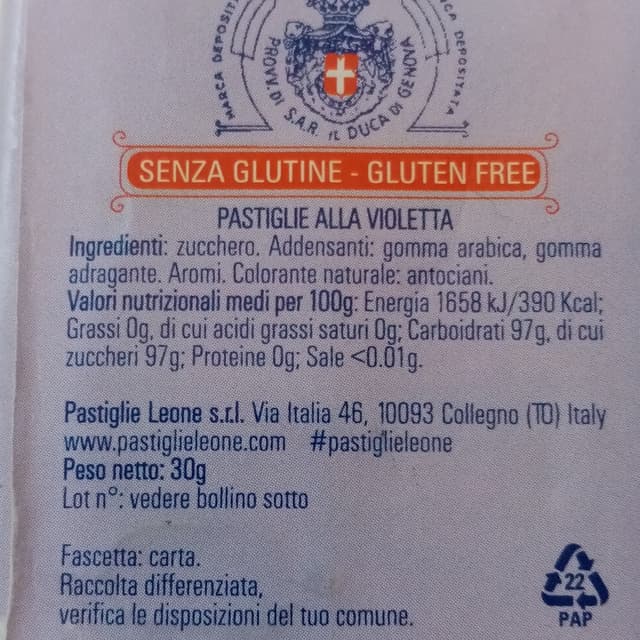 MARCA DEPOSITATA
PROVV. DI S.A.R. IL DUCA DI GENOVA
SENZA GLUTINE - GLUTEN FREE
PASTIGLIE ALLA VIOLETTA
Ingredienti: zucchero. Addensanti: gomma arabica, gomma
adragante. Aromi. Colorante naturale: antociani.
Valori nutrizionali medi per 100g: Energia 1658 kJ/390 Kcal;
Grassi 0g, di cui acidi grassi saturi 0g; Carboidrati 97g, di cui
zuccheri 97g; Proteine 0g; Sale <0.01g.
Pastiglie Leone s.r.l. Via Italia 46, 10093 Collegno (TO) Italy
www.pastiglieleone.com #pastiglieleone
Peso netto: 30g
Lot n°: vedere bollino sotto
Fascetta: carta.
Raccolta differenziata,
verifica le disposizioni del tuo comune.
22
PAP